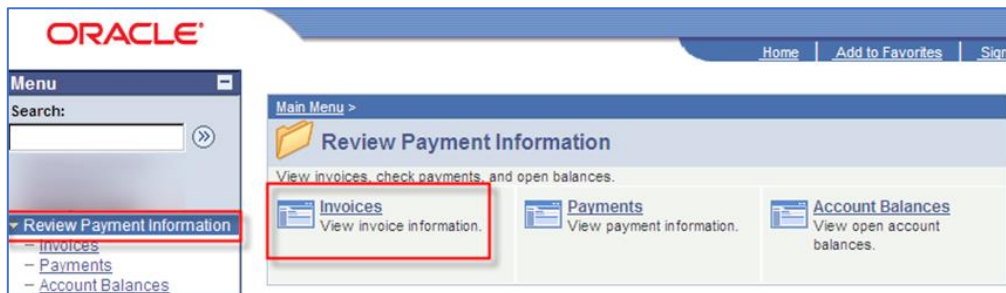 ORACLE
Home | Add to Favorites | Sign
Menu
Search:
Main Menu >
Review Payment Information
View invoices, check payments, and open balances.
Invoices
View invoice information.
Payments
View payment information.
Account Balances
View open account
balances.
Review Payment Information
Invoices
Payments
Account Balances